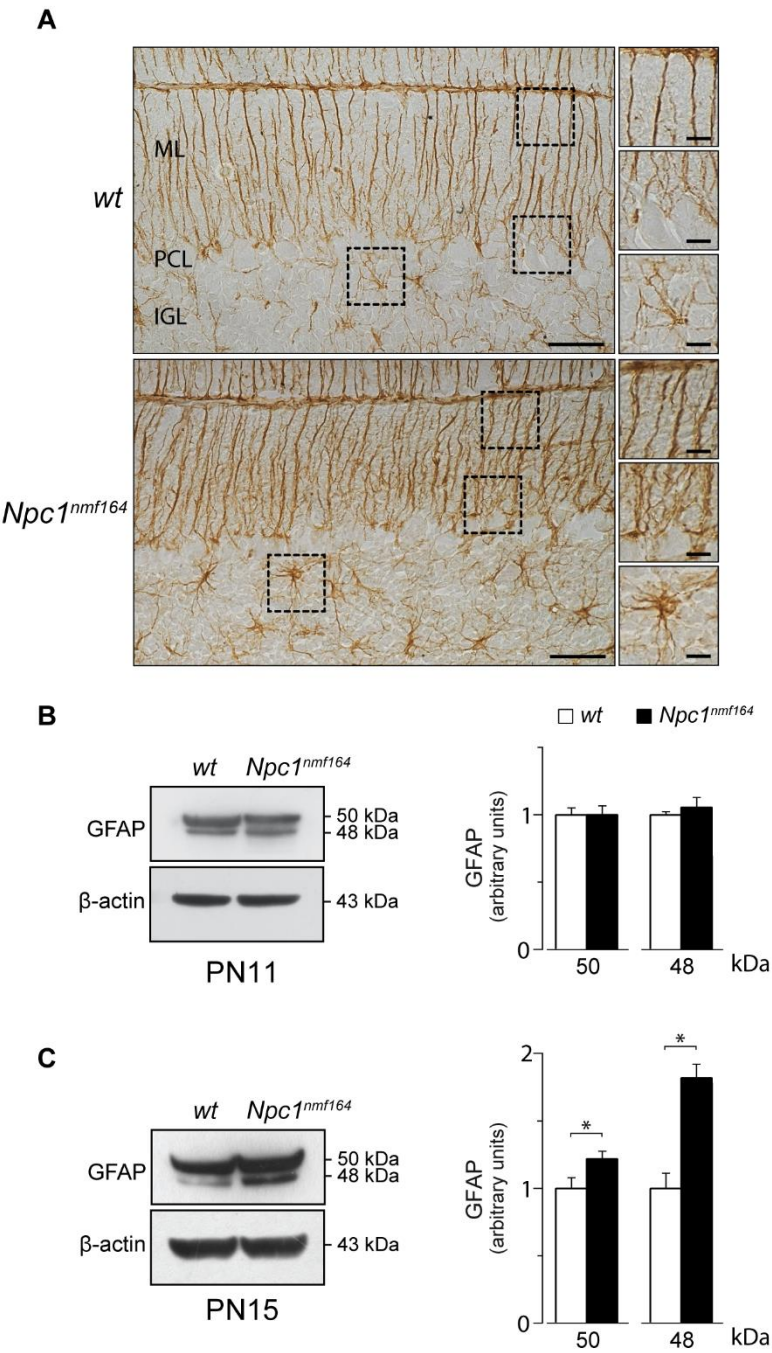 A
wt
ML
PCL
IGL
Npc1nmf164
B
wt Npc1nmf164
GFAP
50 kDa
48 kDa
β-actin
43 kDa
PN11
wt Npc1nmf164
GFAP
(arbitrary units)
1
0
50 48 kDa
C
wt Npc1nmf164
GFAP
50 kDa
48 kDa
β-actin
43 kDa
PN15
GFAP
(arbitrary units)
2
1
0
* *
50 48 kDa